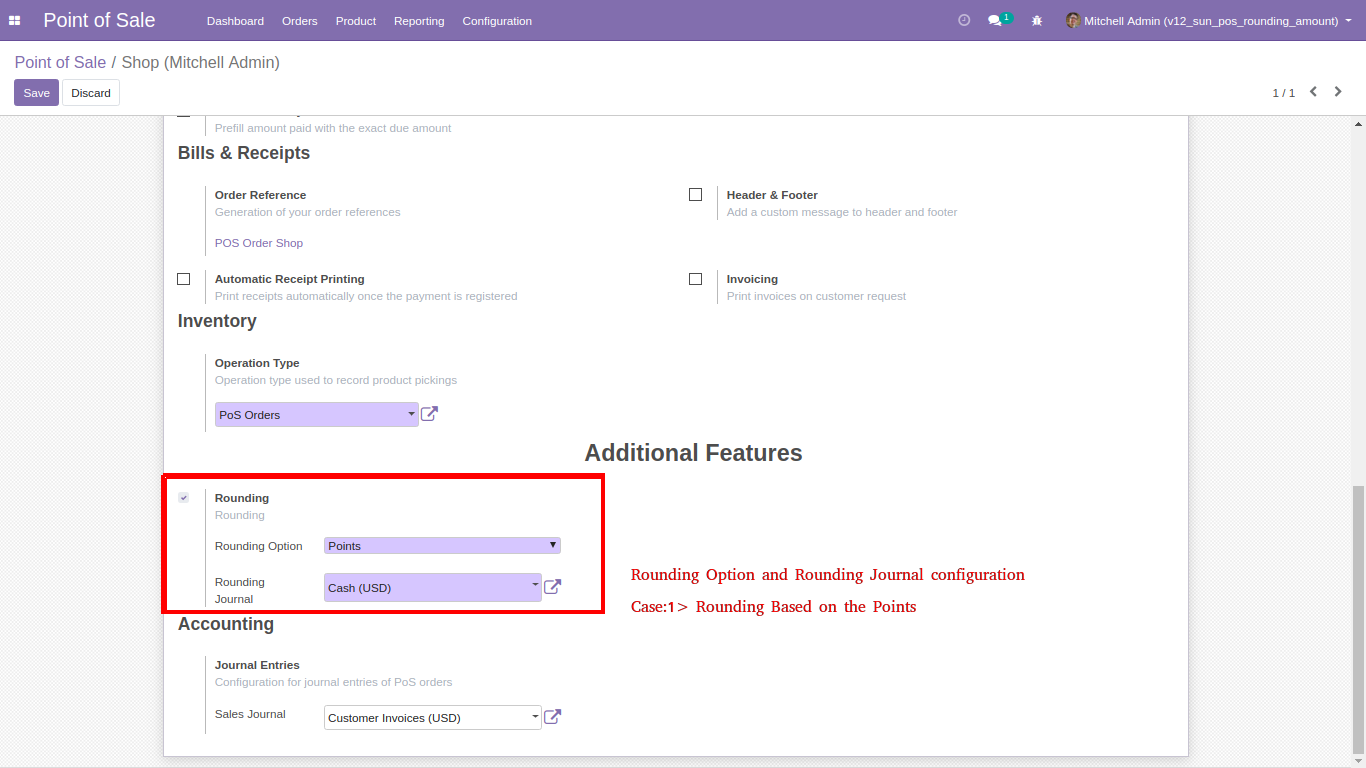 Point of Sale Dashboard Orders Product Reporting Configuration 1 Mitchell Admin (v12_sun_pos_rounding_amount)
Point of Sale / Shop (Mitchell Admin)
Save Discard 1 / 1
Prefill amount paid with the exact due amount
Bills & Receipts
Order Reference Header & Footer
Generation of your order references Add a custom message to header and footer
POS Order Shop
Automatic Receipt Printing Invoicing
Print receipts automatically once the payment is registered Print invoices on customer request
Inventory
Operation Type
Operation type used to record product pickings
PoS Orders
Additional Features
Rounding
Rounding
Rounding Option Points
Rounding Option and Rounding Journal configuration
Rounding Journal Cash (USD)
Case:1> Rounding Based on the Points
Accounting
Journal Entries
Configuration for journal entries of PoS orders
Sales Journal Customer Invoices (USD)